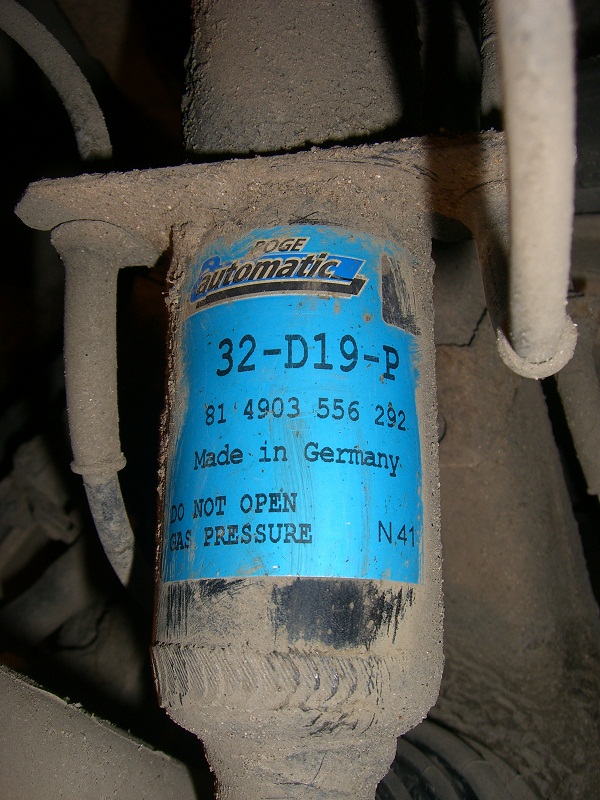 BOGE
automatic
32-D19-P
81 4903 556 292
Made in Germany
DO NOT OPEN
GAS PRESSURE N 41